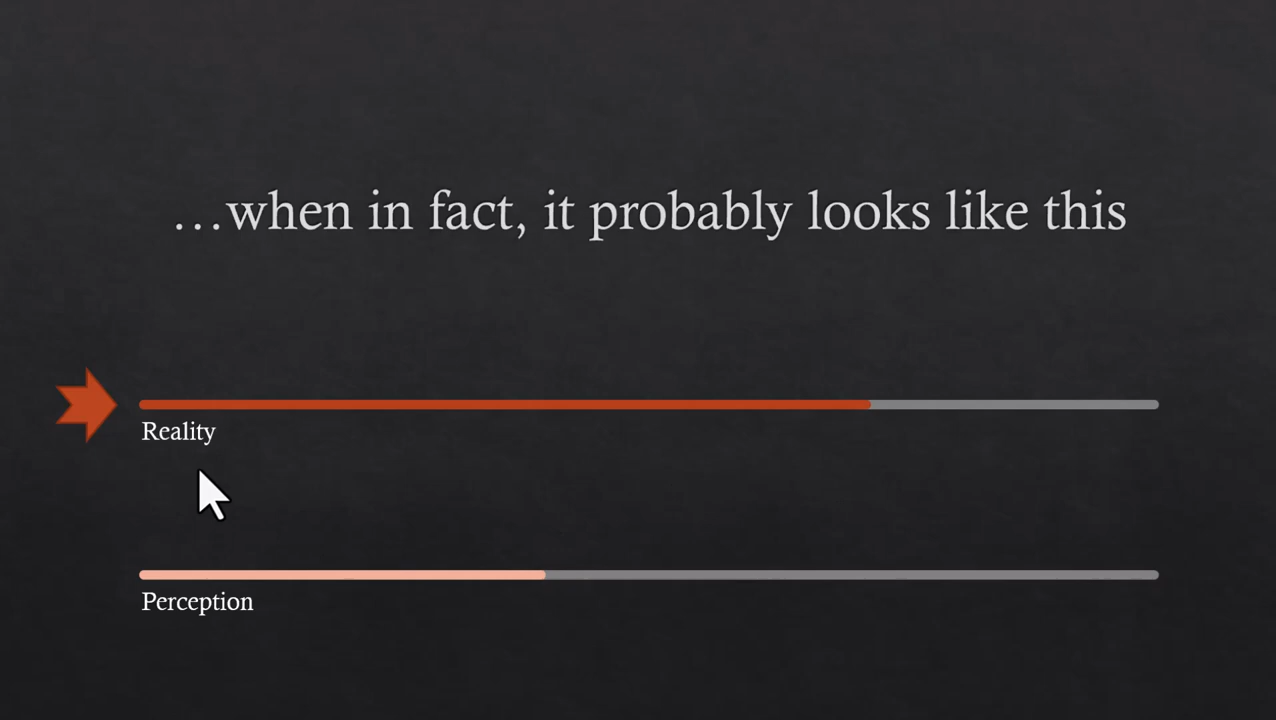 …when in fact, it probably looks like this
Reality
Perception